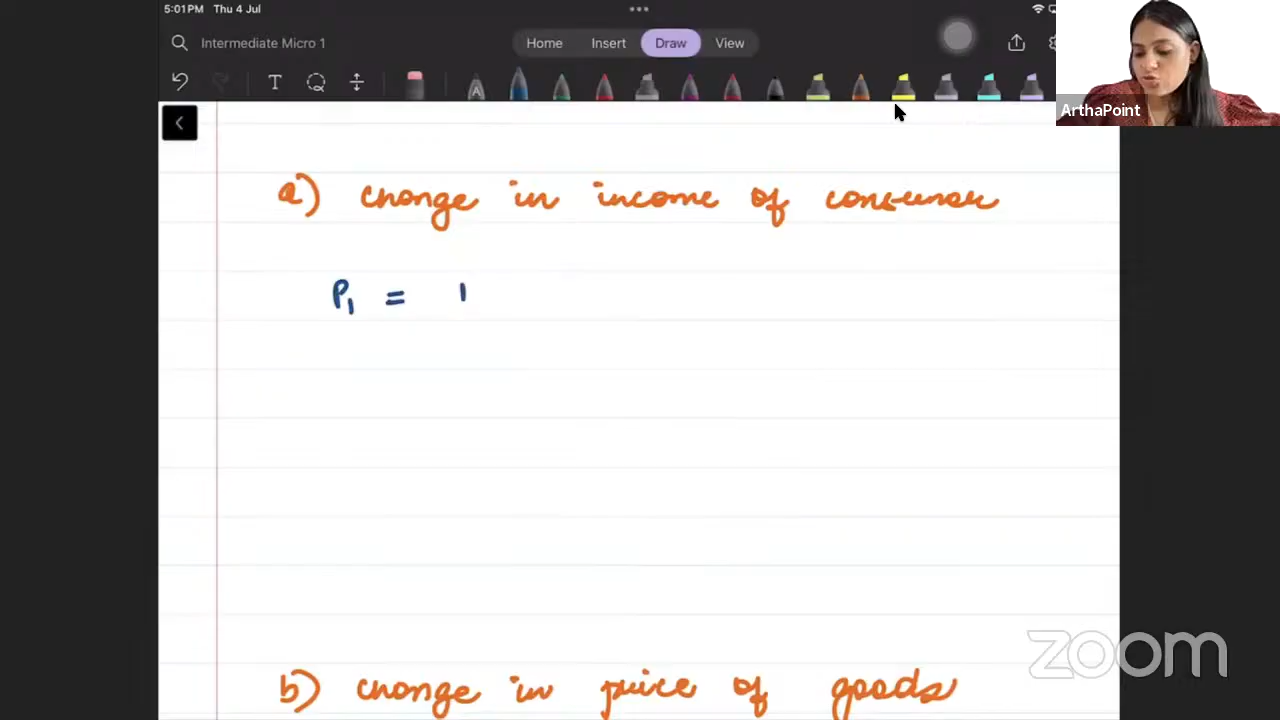 5:01PM Thu 4 Jul
Intermediate Micro 1
Home Insert Draw View
T
A
ArthaPoint
a) change in income of consumer
P1 = 1
b) change in price of goods
zoom